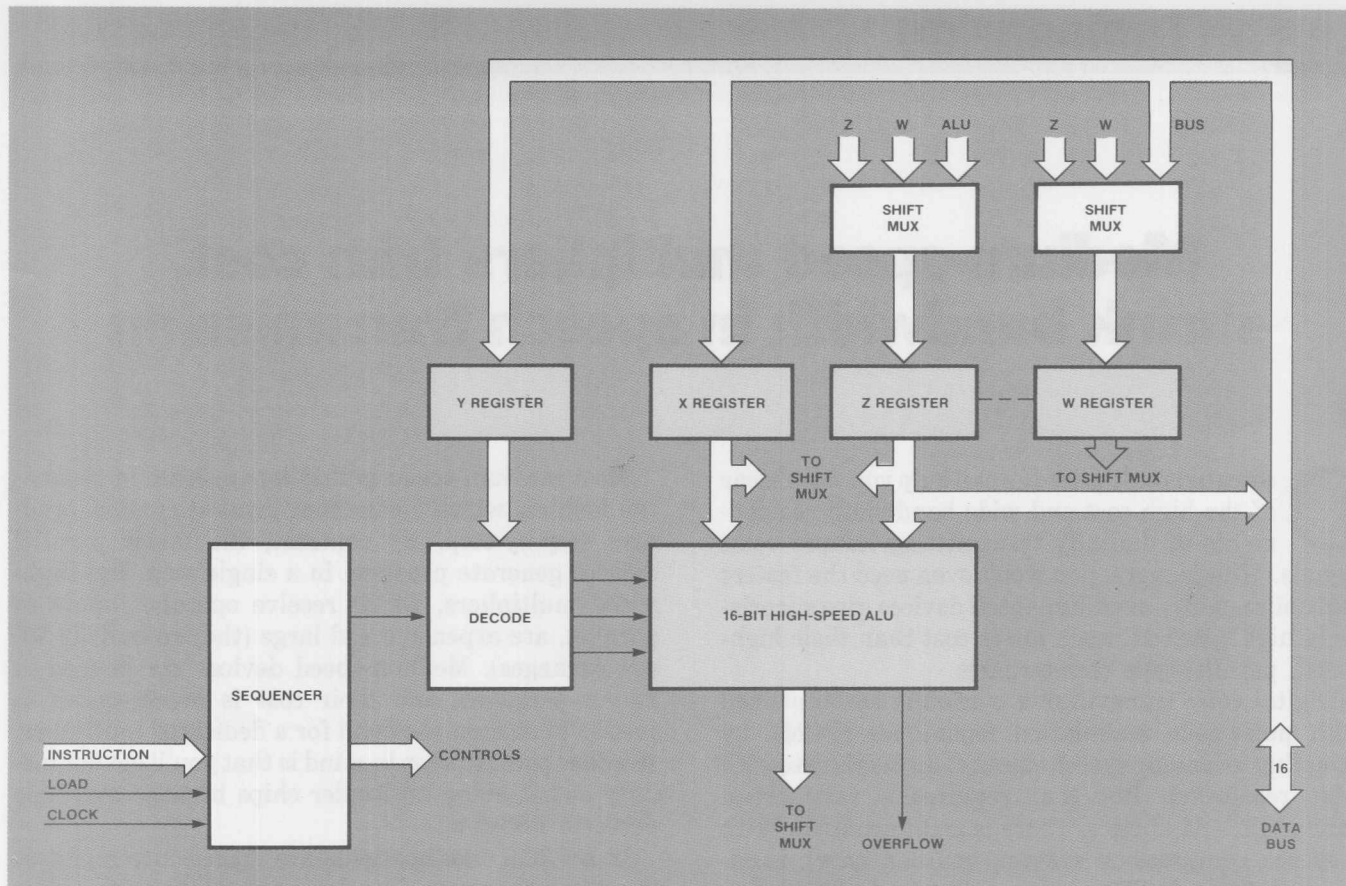 Z W ALU Z W BUS
SHIFT
MUX
SHIFT
MUX
Y REGISTER
X REGISTER
Z REGISTER
W REGISTER
TO
SHIFT
MUX
TO SHIFT MUX
SEQUENCER
DECODE
16-BIT HIGH-SPEED ALU
INSTRUCTION
LOAD
CLOCK
CONTROLS
TO
SHIFT
MUX
OVERFLOW
16
DATA
BUS